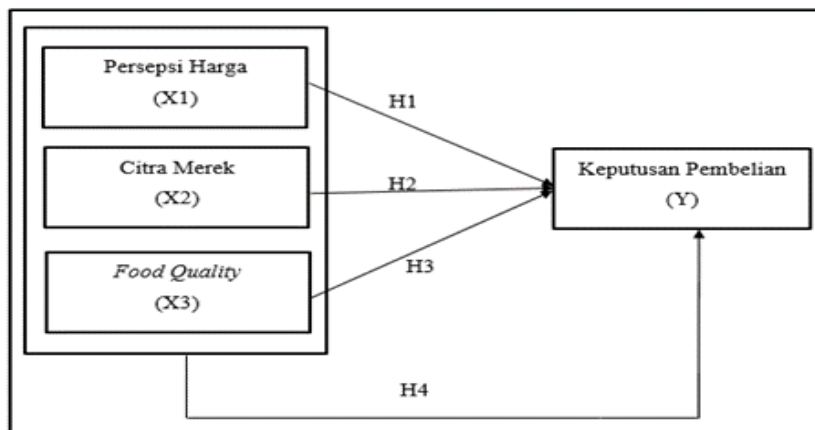 Persepsi Harga
(X1)
Citra Merek
(X2)
Food Quality
(X3)
H1
H2
H3
H4
Keputusan Pembelian
(Y)